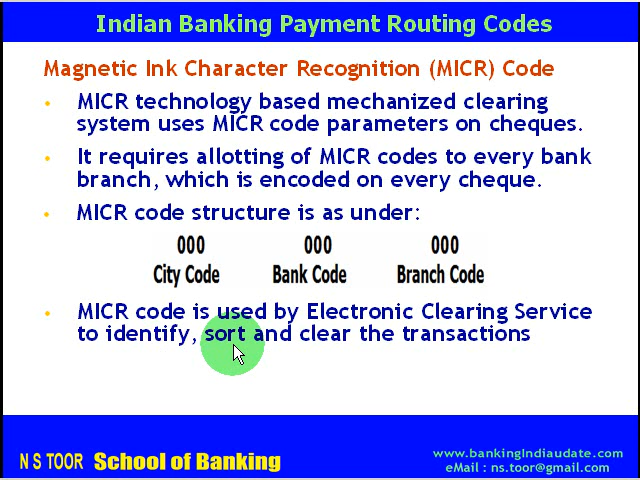 Indian Banking Payment Routing Codes
Magnetic Ink Character Recognition (MICR) Code
• MICR technology based mechanized clearing
system uses MICR code parameters on cheques.
• It requires allotting of MICR codes to every bank
branch, which is encoded on every cheque.
• MICR code structure is as under:
000 000 000
City Code Bank Code Branch Code
• MICR code is used by Electronic Clearing Service
to identify, sort and clear the transactions
N S TOOR School of Banking
www.bankingIndiaudate.com
eMail : ns.toor@gmail.com